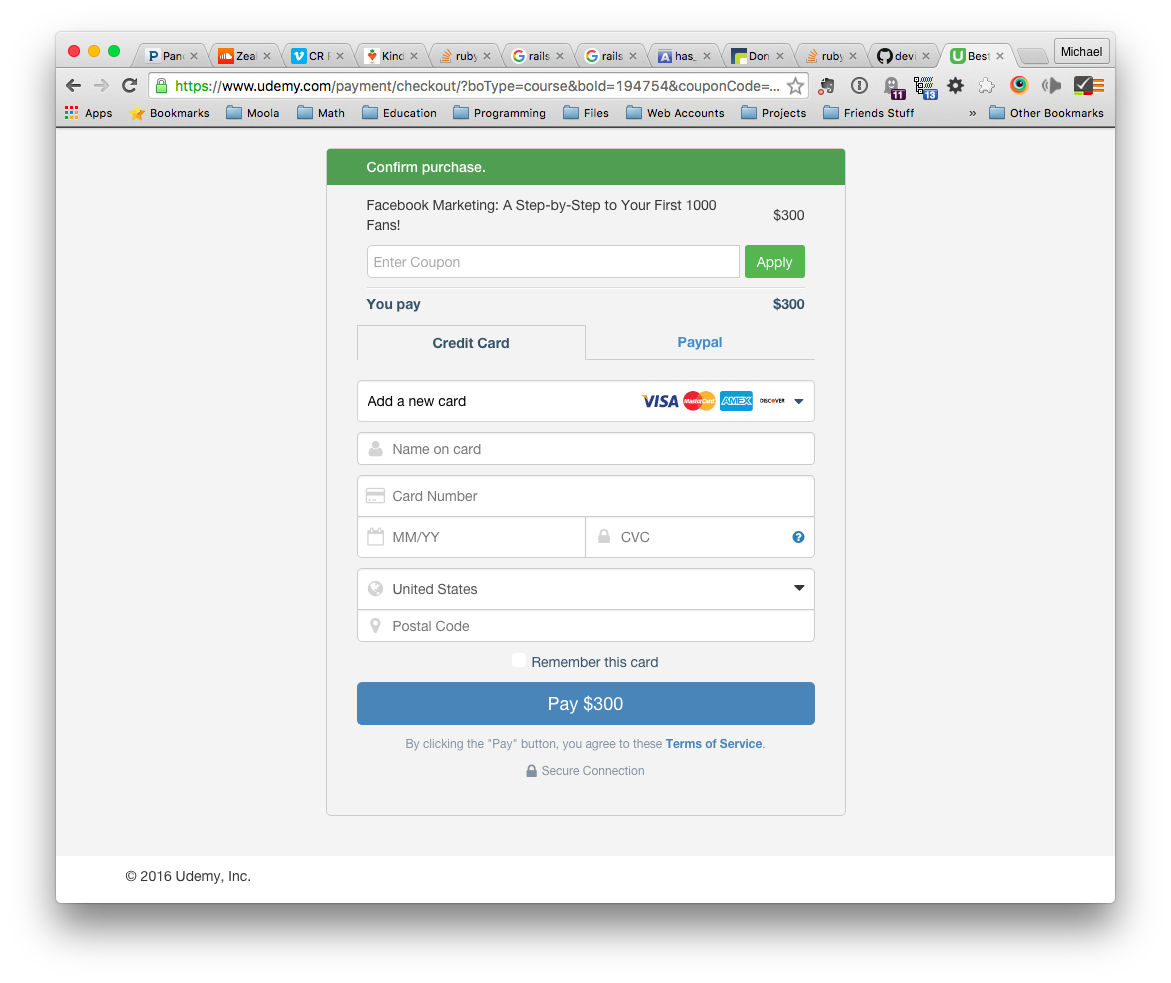 Michael
Pan
Zeal
CR F
Kind
ruby
rails
rails
has_
Don
ruby
devi
Best
https://www.udemy.com/payment/checkout/?boType=course&boId=194754&couponCode=...
11
13
Apps
Bookmarks
Moola
Math
Education
Programming
Files
Web Accounts
Projects
Friends Stuff
»
Other Bookmarks
Confirm purchase.
Facebook Marketing: A Step-by-Step to Your First 1000
Fans!
$300
Enter Coupon
Apply
You pay
$300
Credit Card
Paypal
Add a new card
VISA
MasterCard
AMEX
DISCOVER
Name on card
Card Number
MM/YY
CVC
United States
Postal Code
Remember this card
Pay $300
By clicking the "Pay" button, you agree to these Terms of Service.
Secure Connection
© 2016 Udemy, Inc.